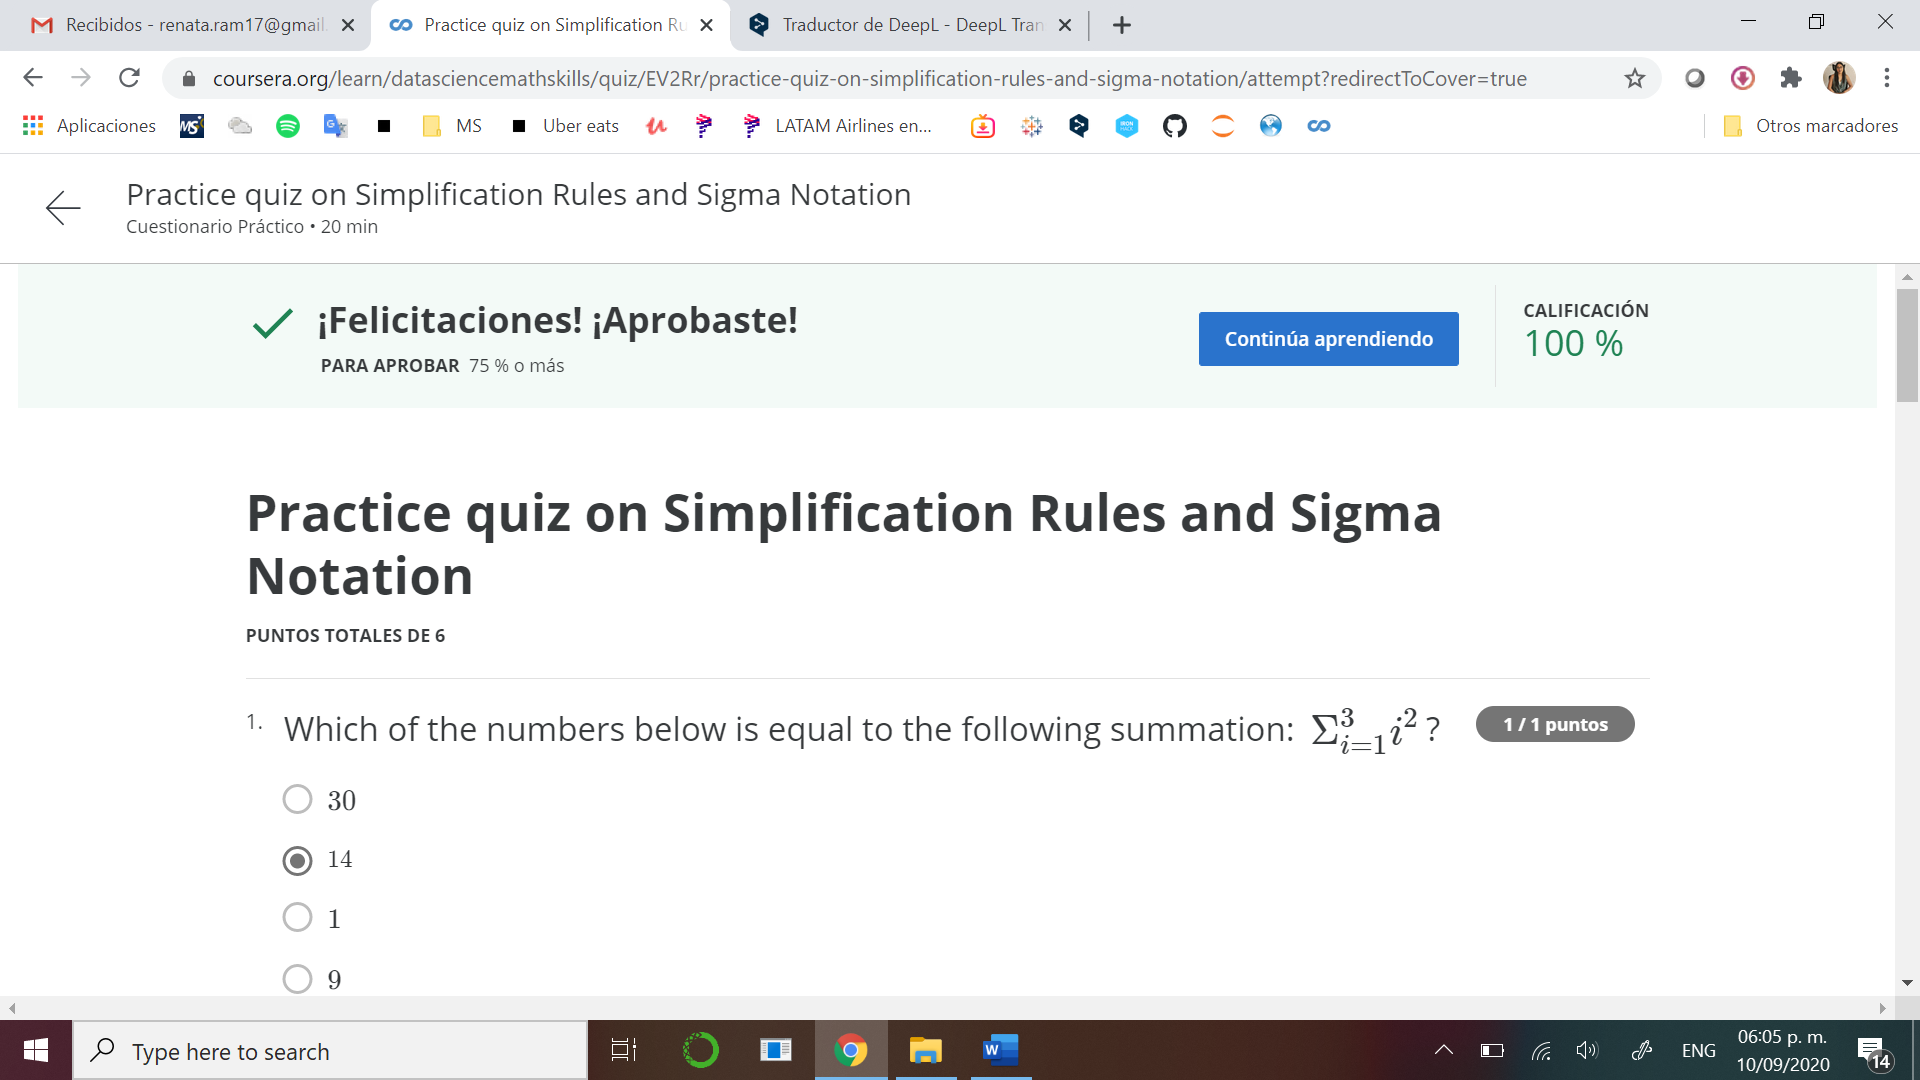 Recibidos - renata.ram17@gmail.
Practice quiz on Simplification Ru
Traductor de DeepL - DeepL Tran
coursera.org/learn/datasciencemathskills/quiz/EV2Rr/practice-quiz-on-simplification-rules-and-sigma-notation/attempt?redirectToCover=true
Aplicaciones MS Uber eats LATAM Airlines en... Otros marcadores
Practice quiz on Simplification Rules and Sigma Notation
Cuestionario Práctico • 20 min
¡Felicitaciones! ¡Aprobaste!
PARA APROBAR 75 % o más
Continúa aprendiendo
CALIFICACIÓN
100 %
Practice quiz on Simplification Rules and Sigma
Notation
PUNTOS TOTALES DE 6
1. Which of the numbers below is equal to the following summation: Σ³ᵢ₌₁ i² ?
1 / 1 puntos
30
14
1
9
Type here to search
ENG
06:05 p. m.
10/09/2020
14